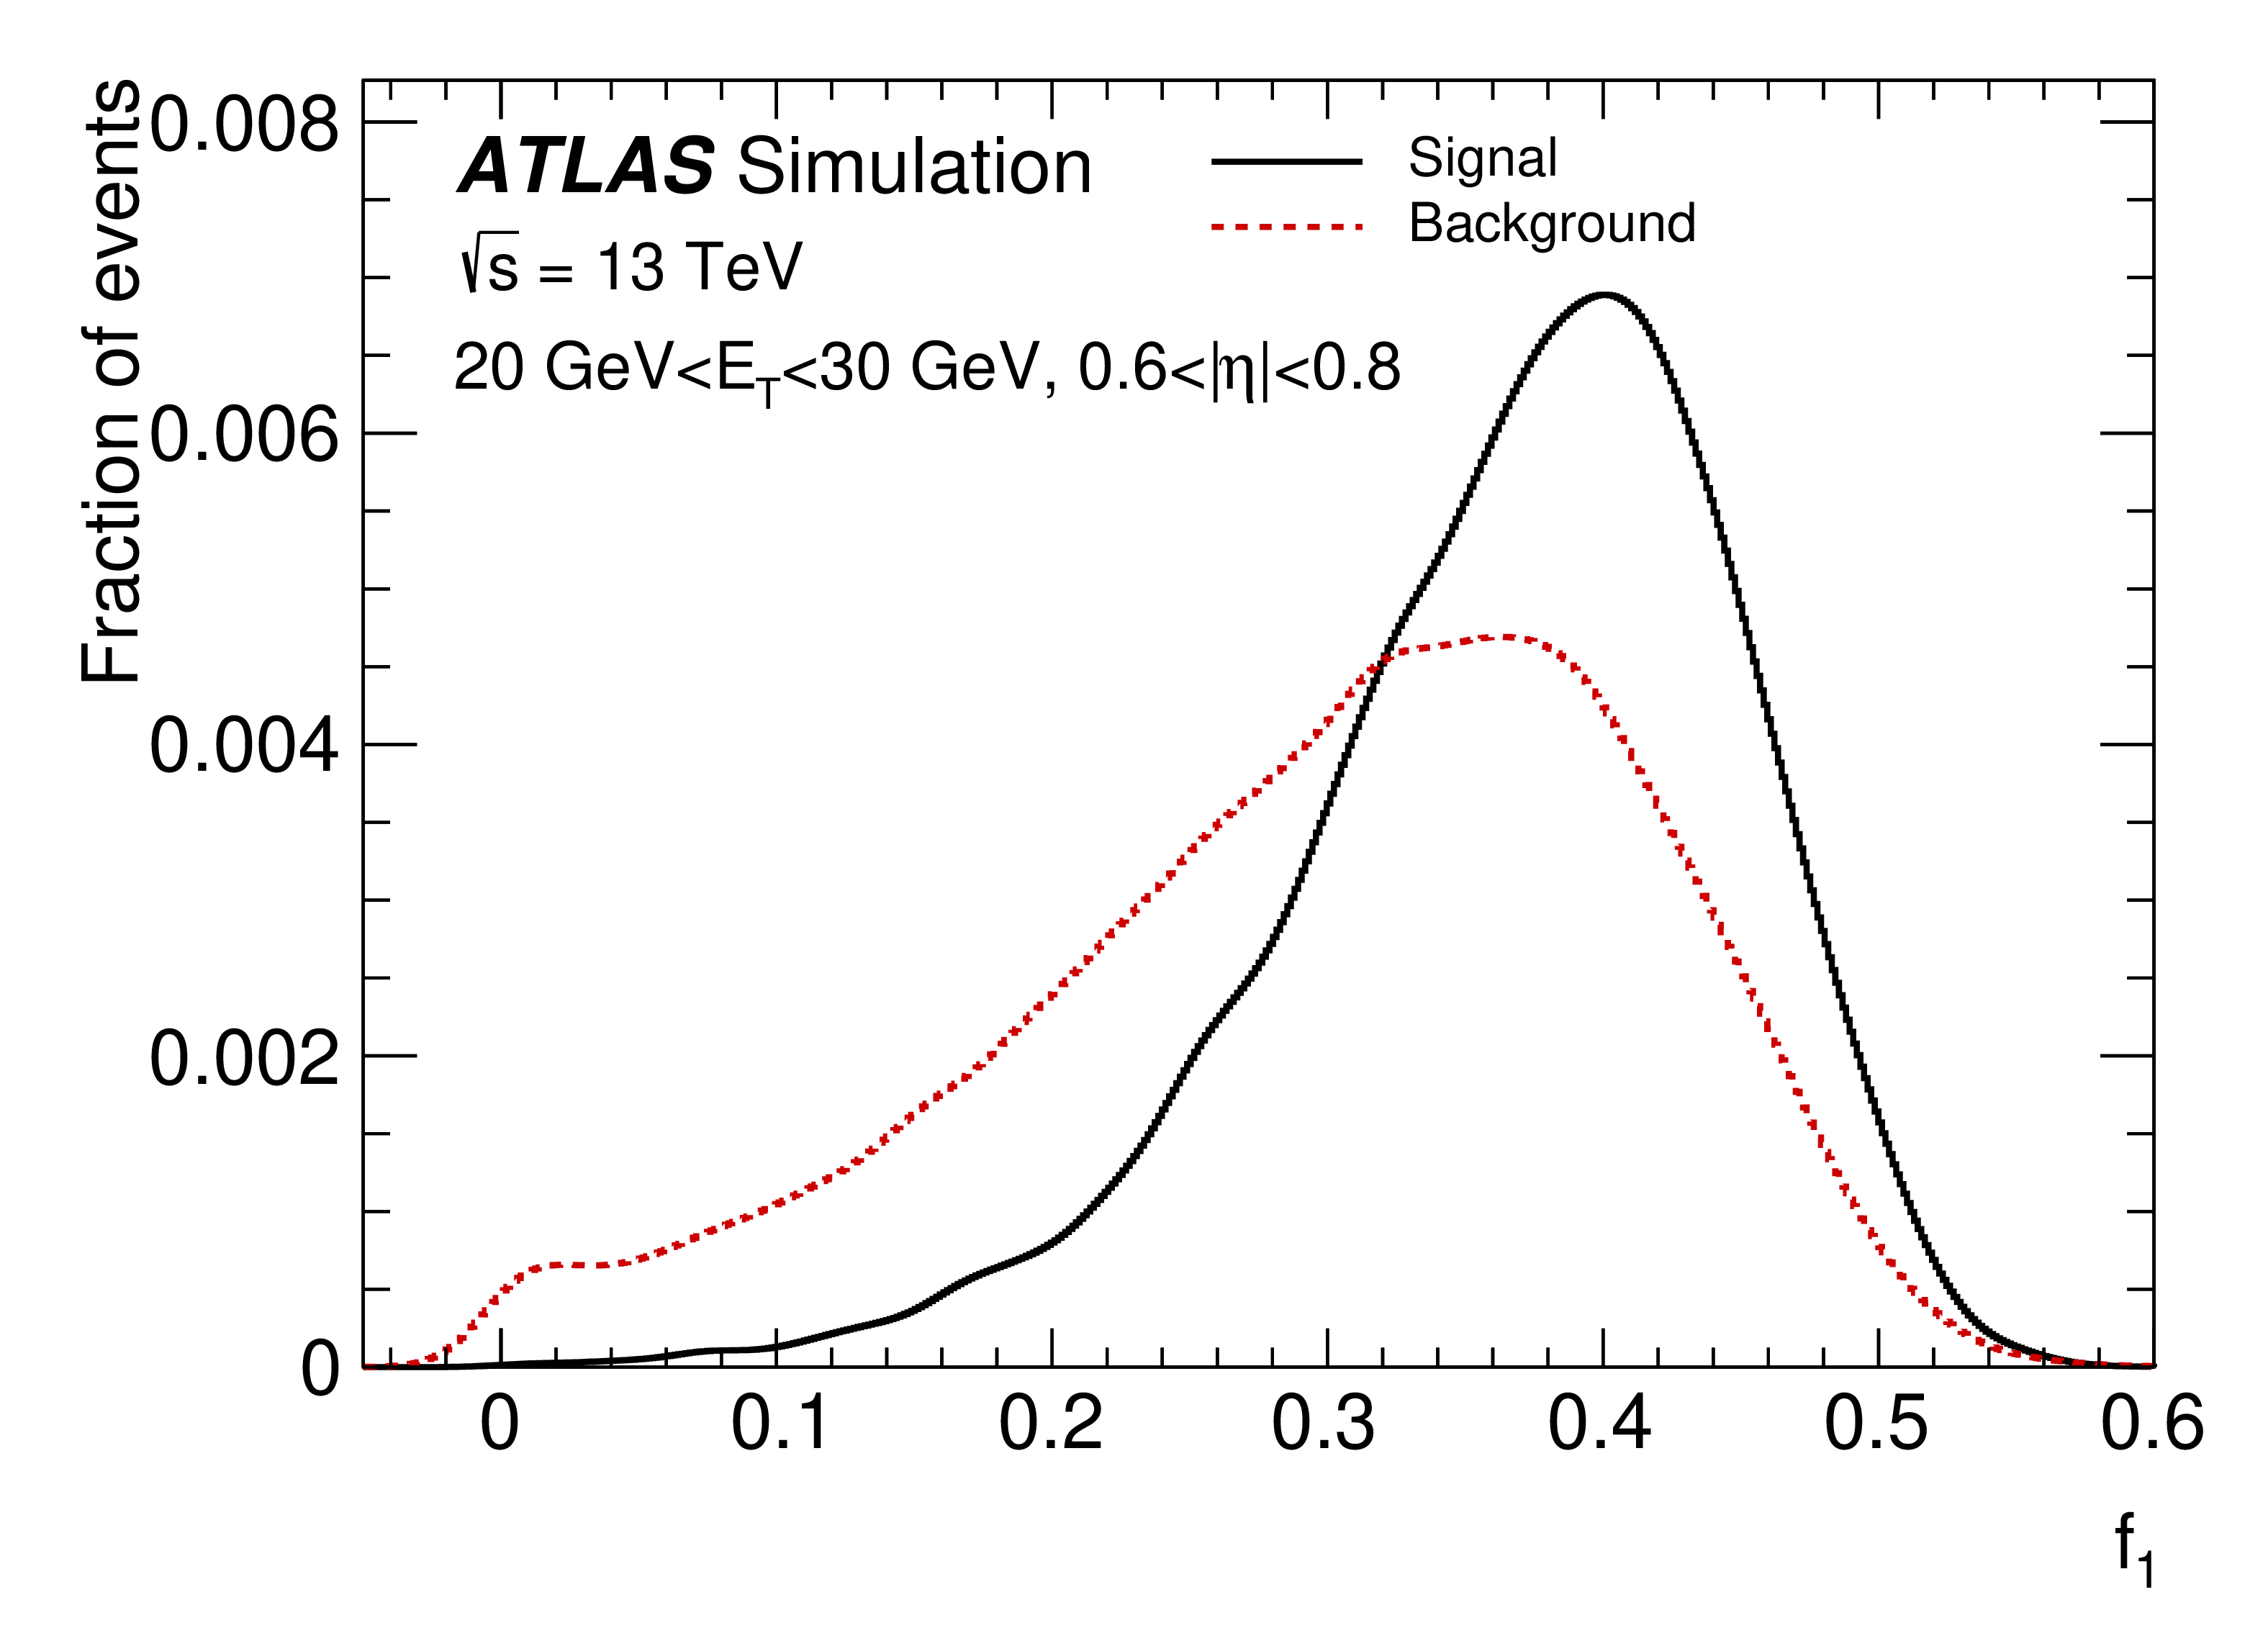 Fraction of events
0.008
0.006
0.004
0.002
0
ATLAS Simulation
√s = 13 TeV
20 GeV<E_T<30 GeV, 0.6<|η|<0.8
Signal
Background
0 0.1 0.2 0.3 0.4 0.5 0.6
f_1